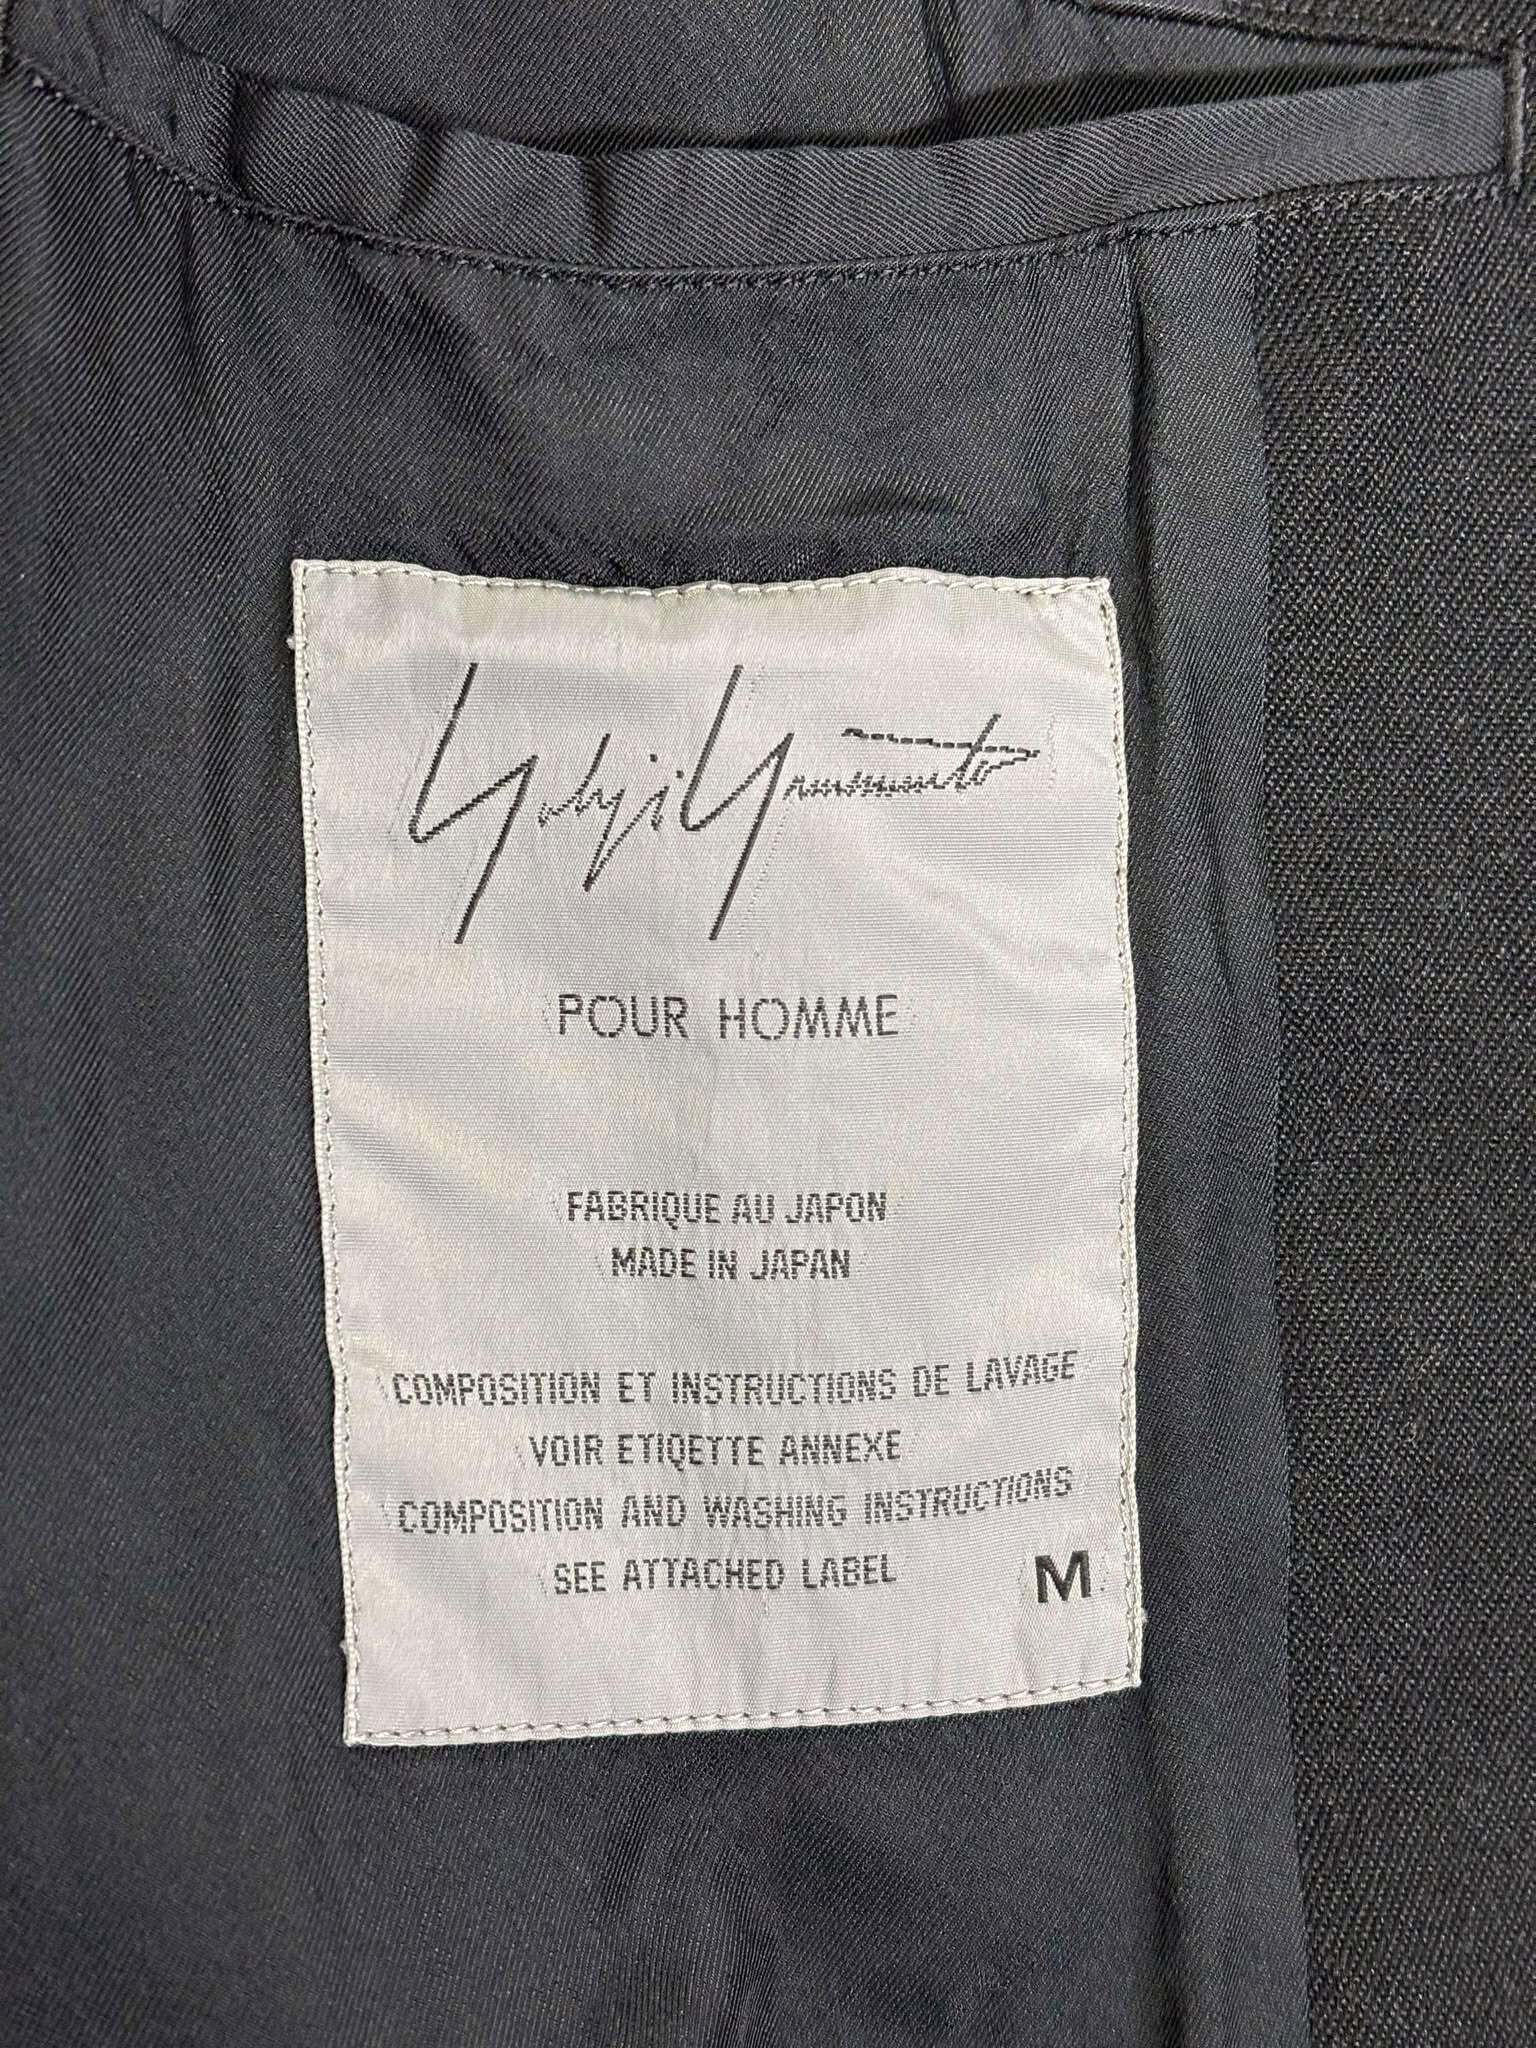 Yohji Yamamoto
POUR HOMME
FABRIQUE AU JAPON
MADE IN JAPAN
COMPOSITION ET INSTRUCTIONS DE LAVAGE
VOIR ETIQETTE ANNEXE
COMPOSITION AND WASHING INSTRUCTIONS
SEE ATTACHED LABEL M